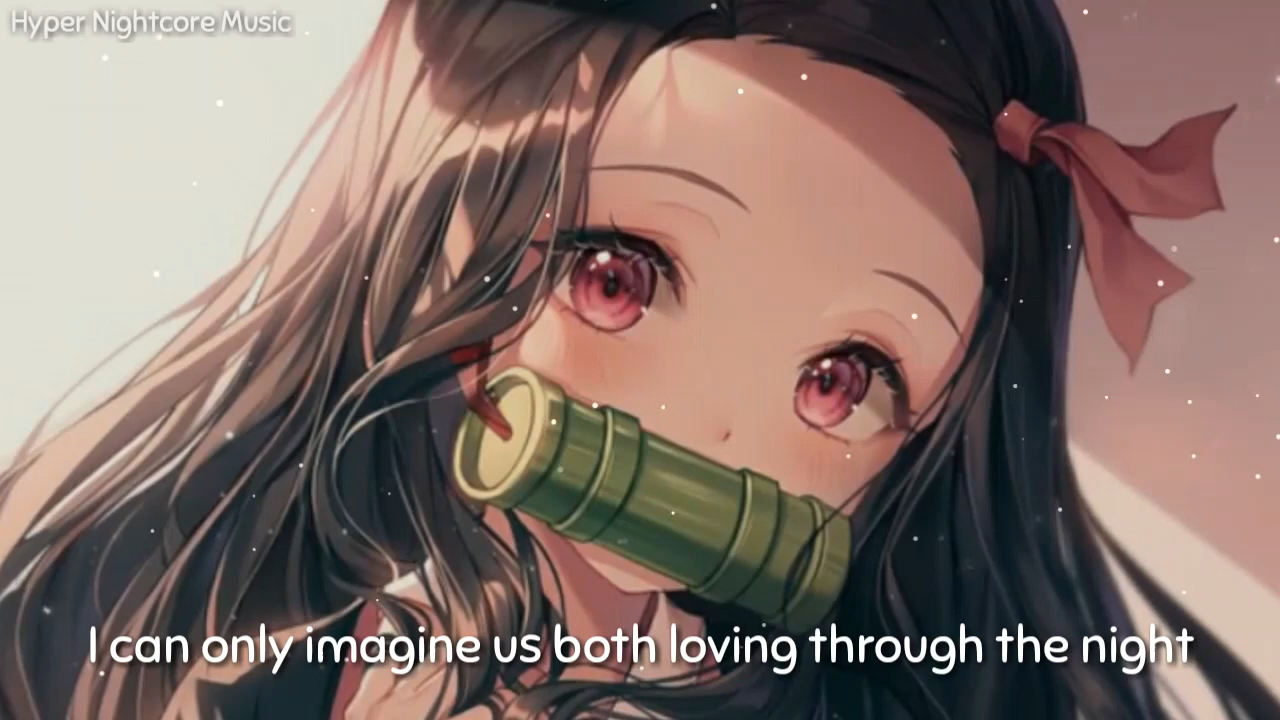 Hyper Nightcore Music
I can only imagine us both loving through the night